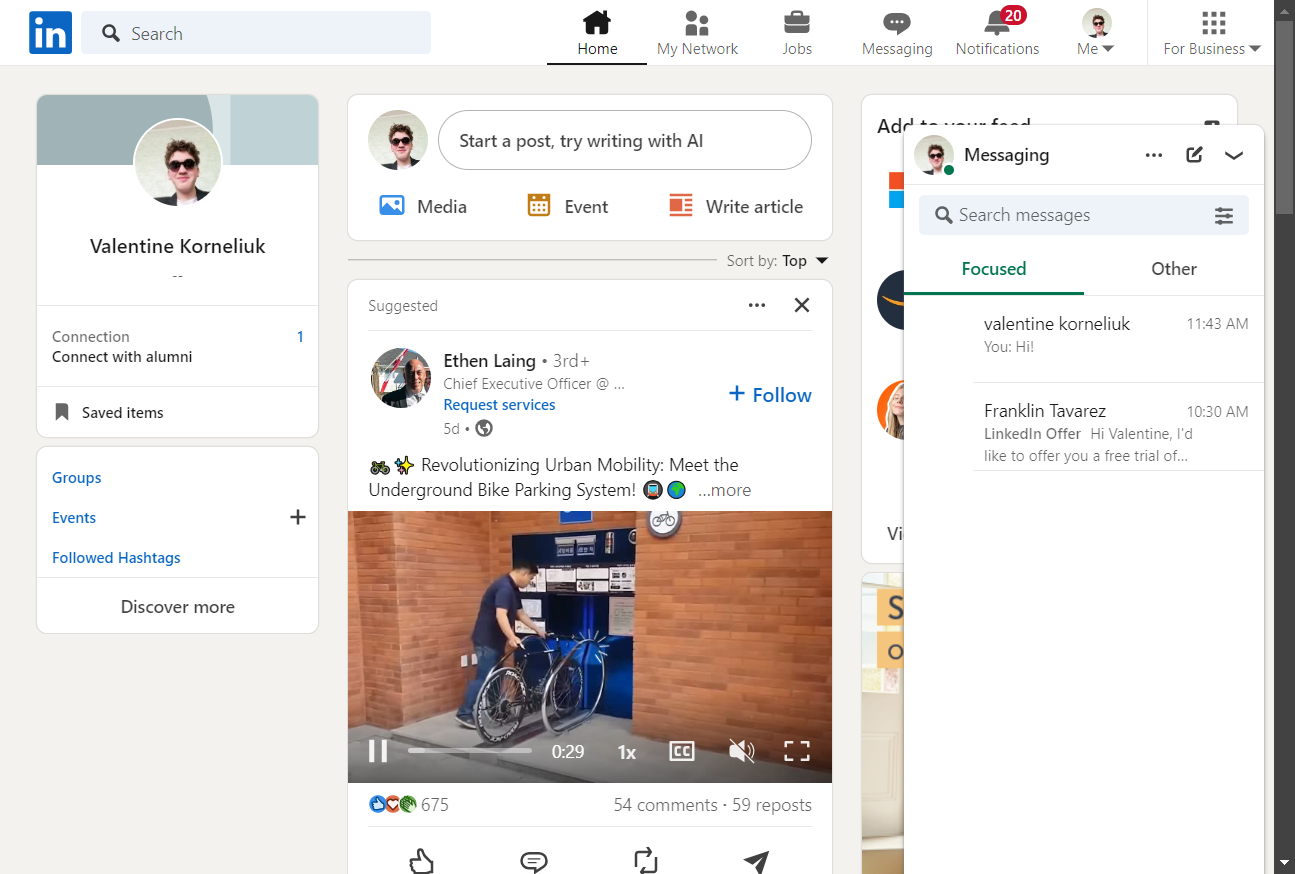 in
Search
Home
My Network
Jobs
Messaging
20
Notifications
Me
For Business
Valentine Korneliuk
--
Connection
1
Connect with alumni
Saved items
Groups
Events
Followed Hashtags
Discover more
Start a post, try writing with AI
Media
Event
Write article
Sort by: Top
Suggested
Ethen Laing • 3rd+
Chief Executive Officer @ ...
Request services
5d •
Follow
Revolutionizing Urban Mobility: Meet the
Underground Bike Parking System! ...more
0:29
1x
CC
675
54 comments · 59 reposts
Add to your feed
S
Messaging
Search messages
Focused
Other
valentine korneliuk
11:43 AM
You: Hi!
Franklin Tavarez
10:30 AM
LinkedIn Offer Hi Valentine, I'd
like to offer you a free trial of...